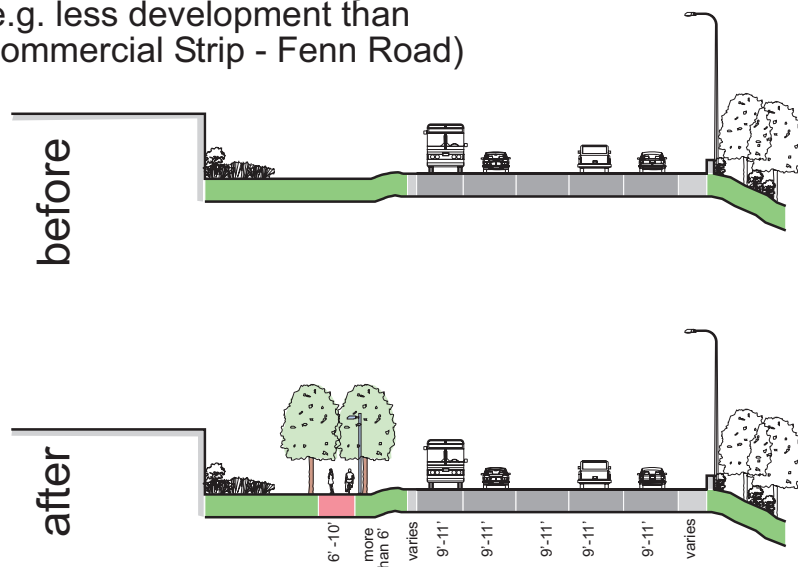 e.g. less development than
ommercial Strip - Fenn Road)
before
after
6' -10'
more
han 6'
varies
9'-11'
9'-11'
9'-11'
9'-11'
9'-11'
varies